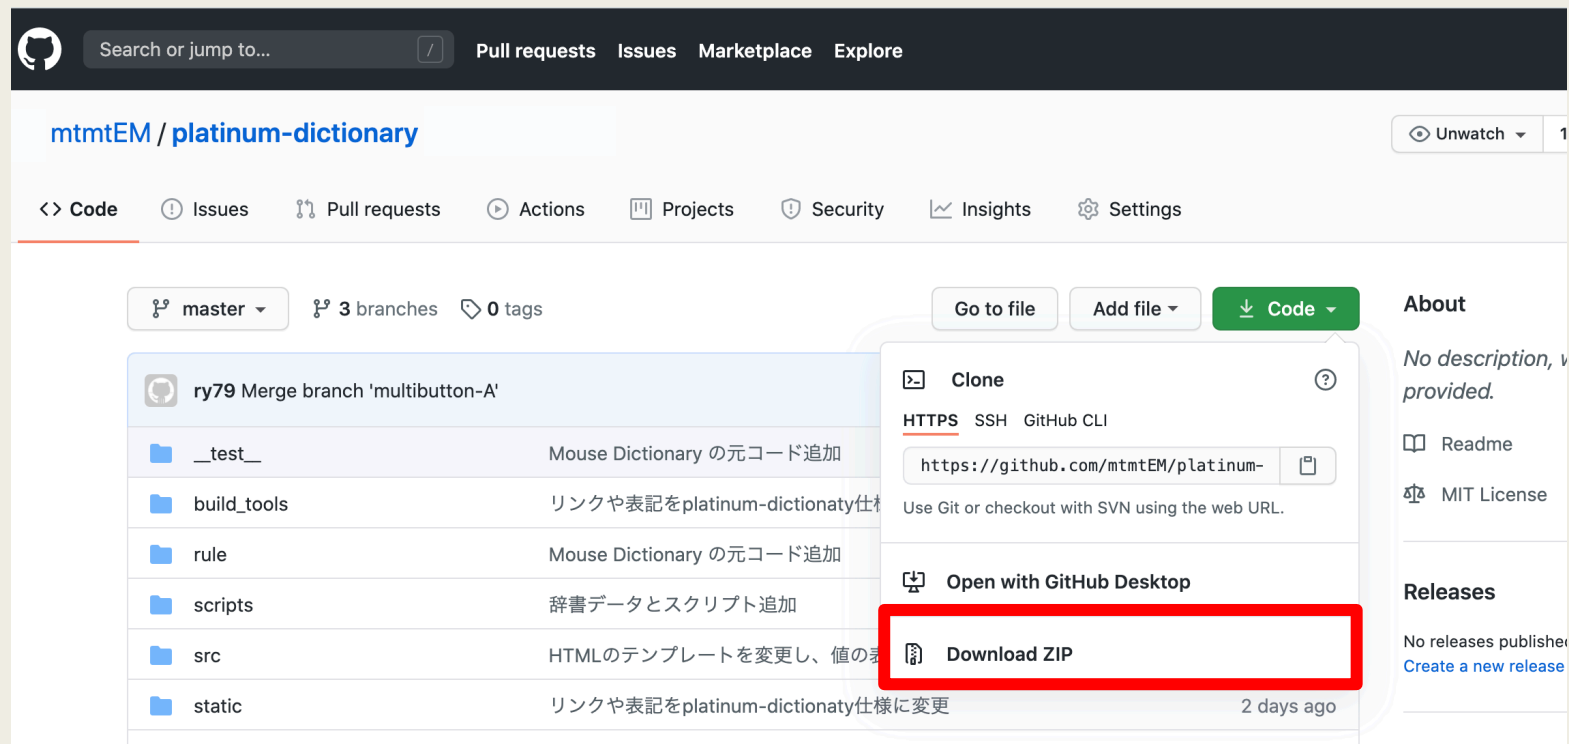 Search or jump to... /
Pull requests Issues Marketplace Explore
mtmtEM / platinum-dictionary
Unwatch 1
Code Issues Pull requests Actions Projects Security Insights Settings
master 3 branches 0 tags
Go to file Add file Code
ry79 Merge branch 'multibutton-A'
__test__ Mouse Dictionary の元コード追加
build_tools リンクや表記をplatinum-dictionaty仕様
rule Mouse Dictionary の元コード追加
scripts 辞書データとスクリプト追加
src HTMLのテンプレートを変更し、値の表
static リンクや表記をplatinum-dictionaty仕様に変更 2 days ago
Clone
HTTPS SSH GitHub CLI
https://github.com/mtmtEM/platinum-
Use Git or checkout with SVN using the web URL.
Open with GitHub Desktop
Download ZIP
About
No description, w
provided.
Readme
MIT License
Releases
No releases published
Create a new release